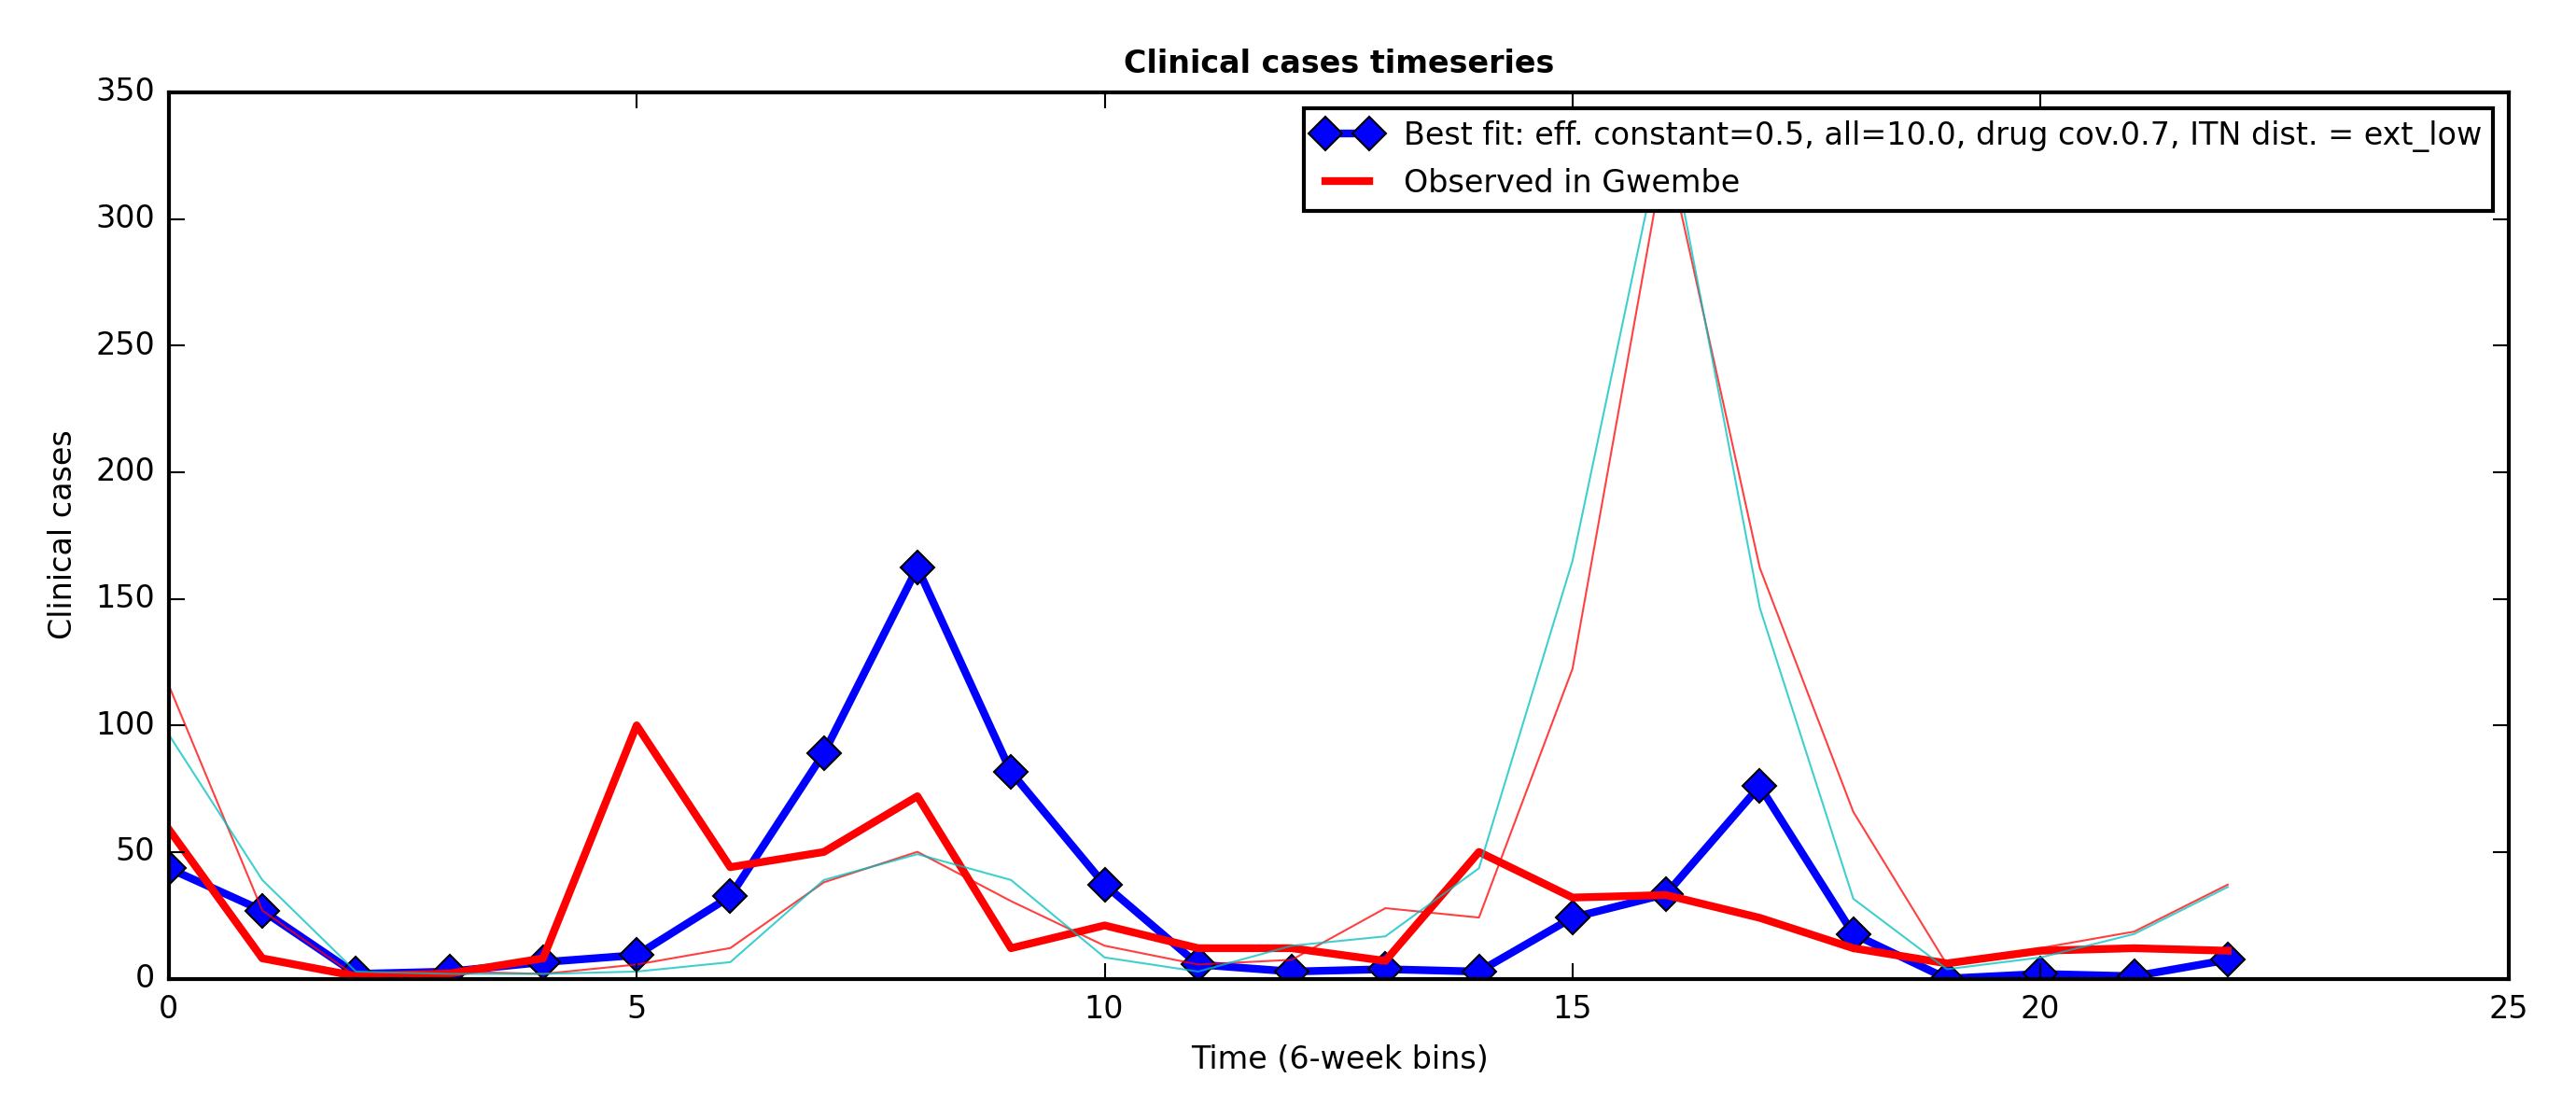 Clinical cases timeseries
Best fit: eff. constant=0.5, all=10.0, drug cov.0.7, ITN dist. = ext_low
Observed in Gwembe
350
300
250
200
150
100
50
0
Clinical cases
0 5 10 15 20 25
Time (6-week bins)